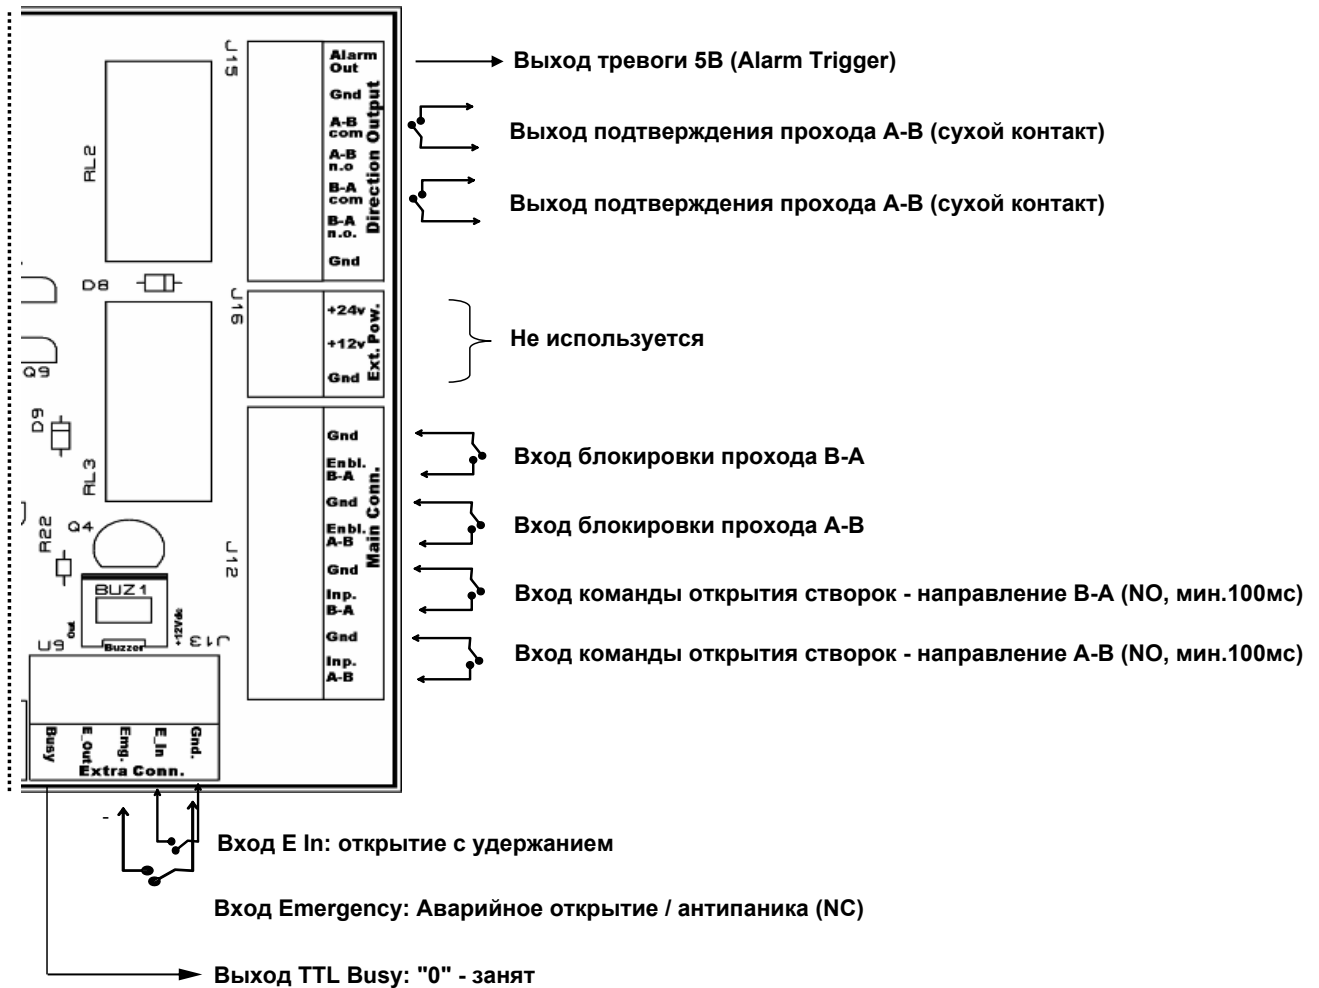 J15
Alarm
Out
Gnd
A-B
com
A-B
n.o
B-A
com
B-A
n.o.
Gnd
Direction Output
Выход тревоги 5В (Alarm Trigger)
Выход подтверждения прохода А-В (сухой контакт)
Выход подтверждения прохода А-В (сухой контакт)
RL2
D8
J16
+24v
+12v
Gnd
Ext. Pow.
Не используется
Q9
D9
RL3
R22
Q4
J12
Gnd
Enbl.
B-A
Gnd
Enbl.
A-B
Gnd
Inp.
B-A
Gnd
Inp.
A-B
Main Conn.
Вход блокировки прохода В-А
Вход блокировки прохода А-В
Вход команды открытия створок - направление В-А (NO, мин.100мс)
Вход команды открытия створок - направление А-В (NO, мин.100мс)
BUZ1
Out
+12Vdc
Buzzer
U9
J13
Busy
E_Out
Emg.
E_In
Gnd.
Extra Conn.
-
Вход E In: открытие с удержанием
Вход Emergency: Аварийное открытие / антипаника (NC)
Выход TTL Busy: "0" - занят